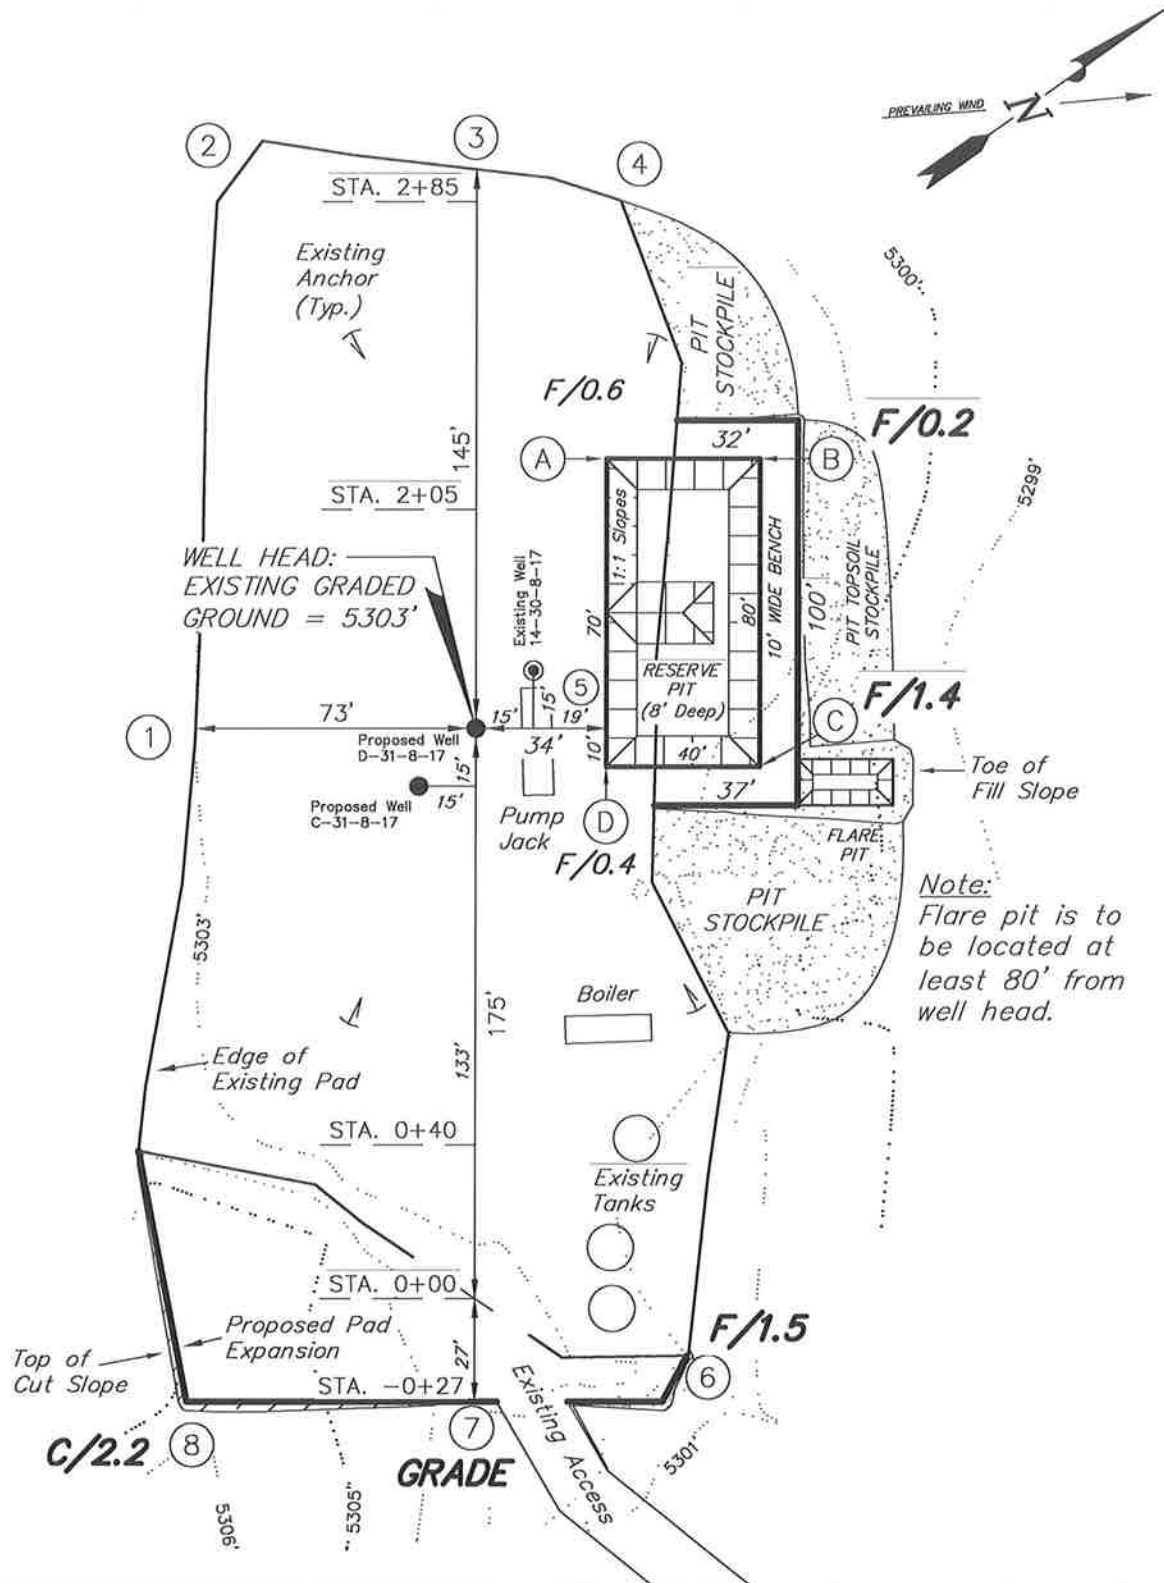 PREVAILING WIND
N
2
3
4
STA. 2+85
Existing
Anchor
(Typ.)
PIT
STOCKPILE
5300'
F/0.6
F/0.2
32'
A
B
145'
5299'
STA. 2+05
1:1 Slopes
10' WIDE BENCH
PIT TOPSOIL
STOCKPILE
WELL HEAD:
EXISTING GRADED
GROUND = 5303'
Existing Well
14-30-8-17
70'
80'
100'
RESERVE
PIT
(8' Deep)
5
F/1.4
15'
C
1
73'
15'
19'
34'
10'
40'
Proposed Well
D-31-8-17
15'
15'
Proposed Well
C-31-8-17
37'
Toe of
Fill Slope
Pump
Jack
D
F/0.4
FLARE
PIT
PIT
STOCKPILE
Note:
Flare pit is to
be located at
least 80' from
well head.
5303'
175'
Boiler
133'
Edge of
Existing Pad
STA. 0+40
Existing
Tanks
STA. 0+00
Proposed Pad
Expansion
27'
F/1.5
Top of
Cut Slope
STA. -0+27
6
Existing Access
C/2.2
8
7
GRADE
5301'
5306'
5305"